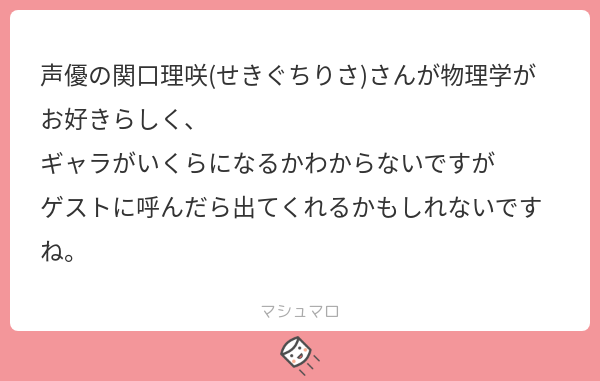 声優の関口理咲(せきぐちりさ)さんが物理学が
お好きらしく、
ギャラがいくらになるかわからないですが
ゲストに呼んだら出てくれるかもしれないです
ね。
マシュマロ